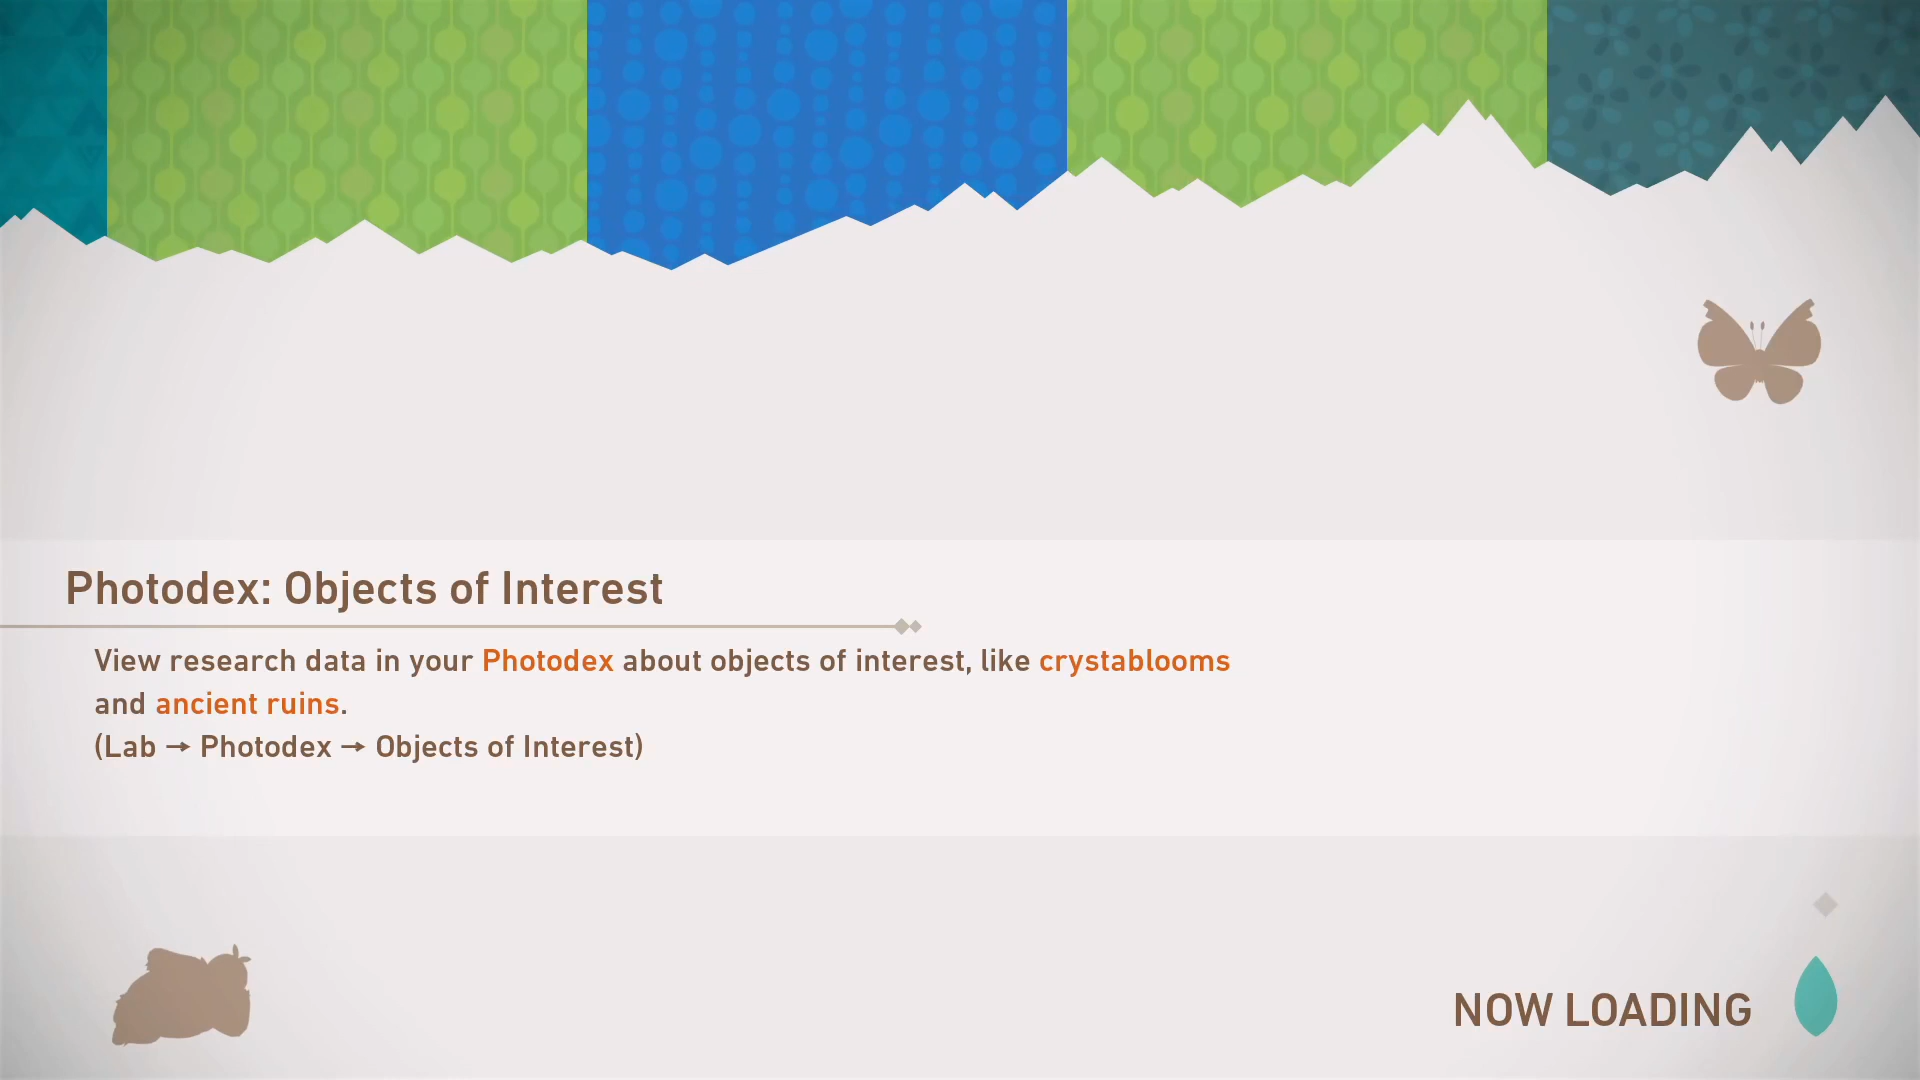 Photodex: Objects of Interest
View research data in your Photodex about objects of interest, like crystablooms
and ancient ruins.
(Lab → Photodex → Objects of Interest)
NOW LOADING